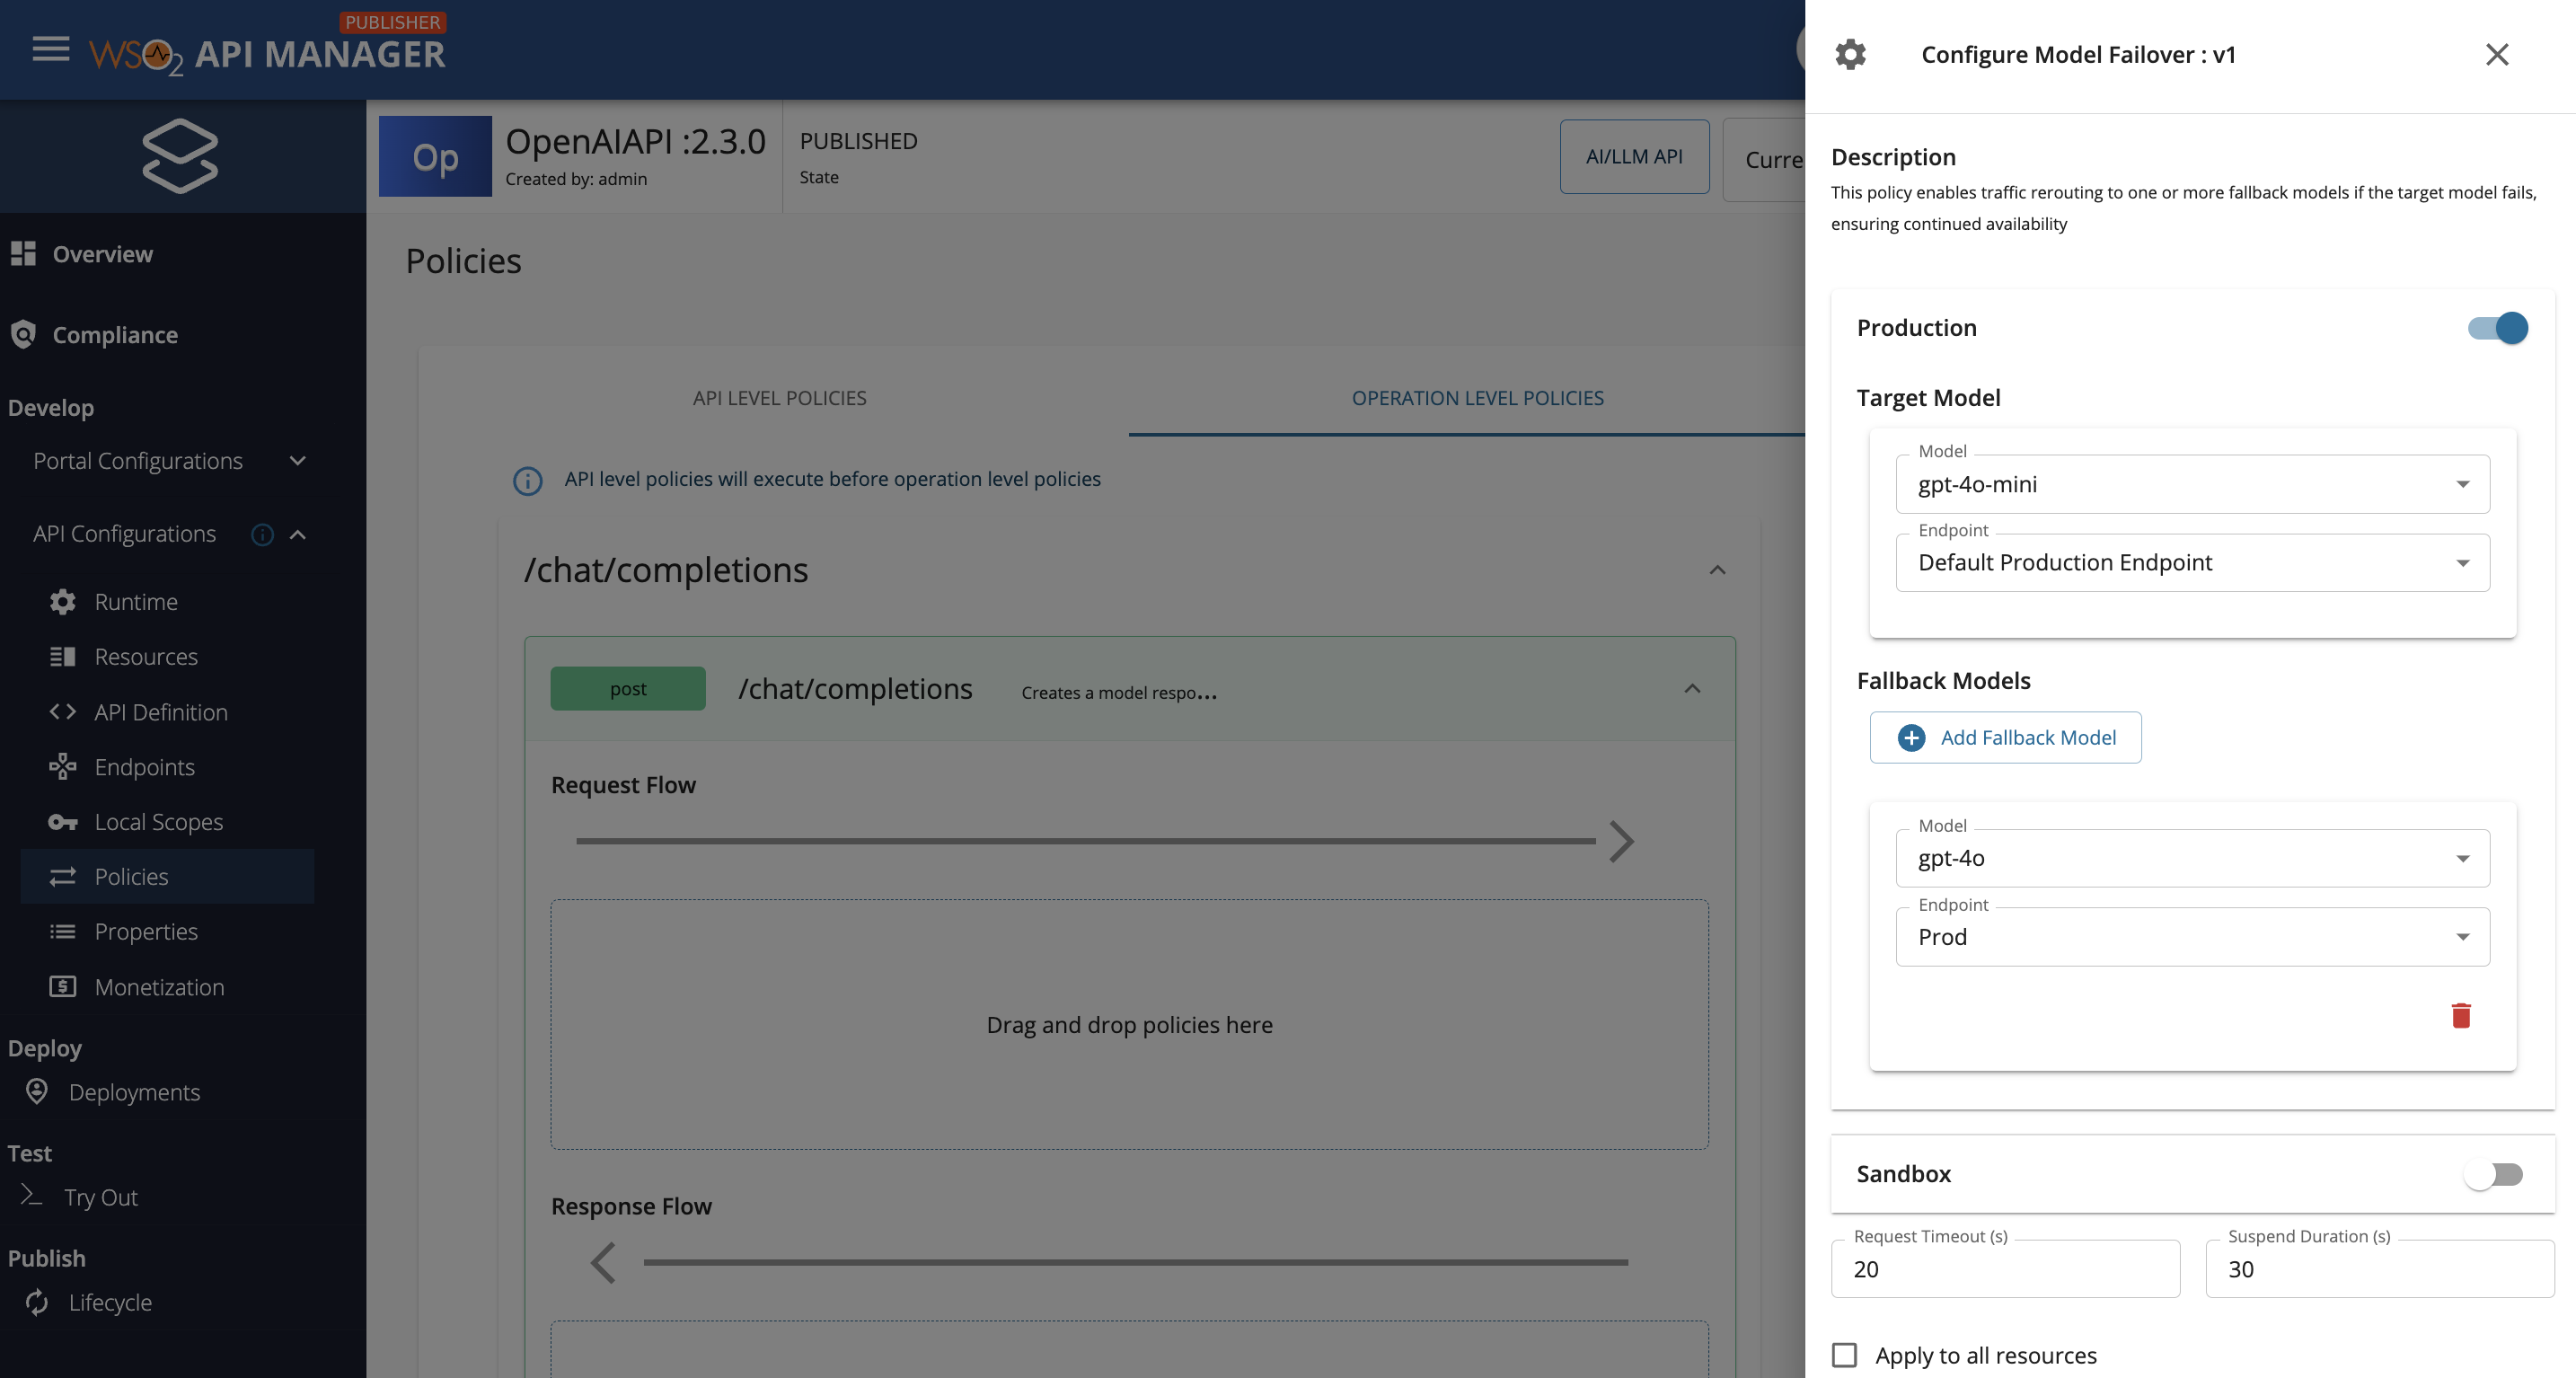 PUBLISHER
WSO2 API MANAGER
Overview
Compliance
Develop
Portal Configurations
API Configurations
Runtime
Resources
API Definition
Endpoints
Local Scopes
Policies
Properties
Monetization
Deploy
Deployments
Test
Try Out
Publish
Lifecycle
Op
OpenAIAPI :2.3.0
Created by: admin
PUBLISHED
State
AI/LLM API
Curre
Policies
API LEVEL POLICIES
OPERATION LEVEL POLICIES
API level policies will execute before operation level policies
/chat/completions
post
/chat/completions
Creates a model respo...
Request Flow
Drag and drop policies here
Response Flow
Configure Model Failover : v1
Description
This policy enables traffic rerouting to one or more fallback models if the target model fails,
ensuring continued availability
Production
Target Model
Model
gpt-4o-mini
Endpoint
Default Production Endpoint
Fallback Models
Add Fallback Model
Model
gpt-4o
Endpoint
Prod
Sandbox
Request Timeout (s)
20
Suspend Duration (s)
30
Apply to all resources